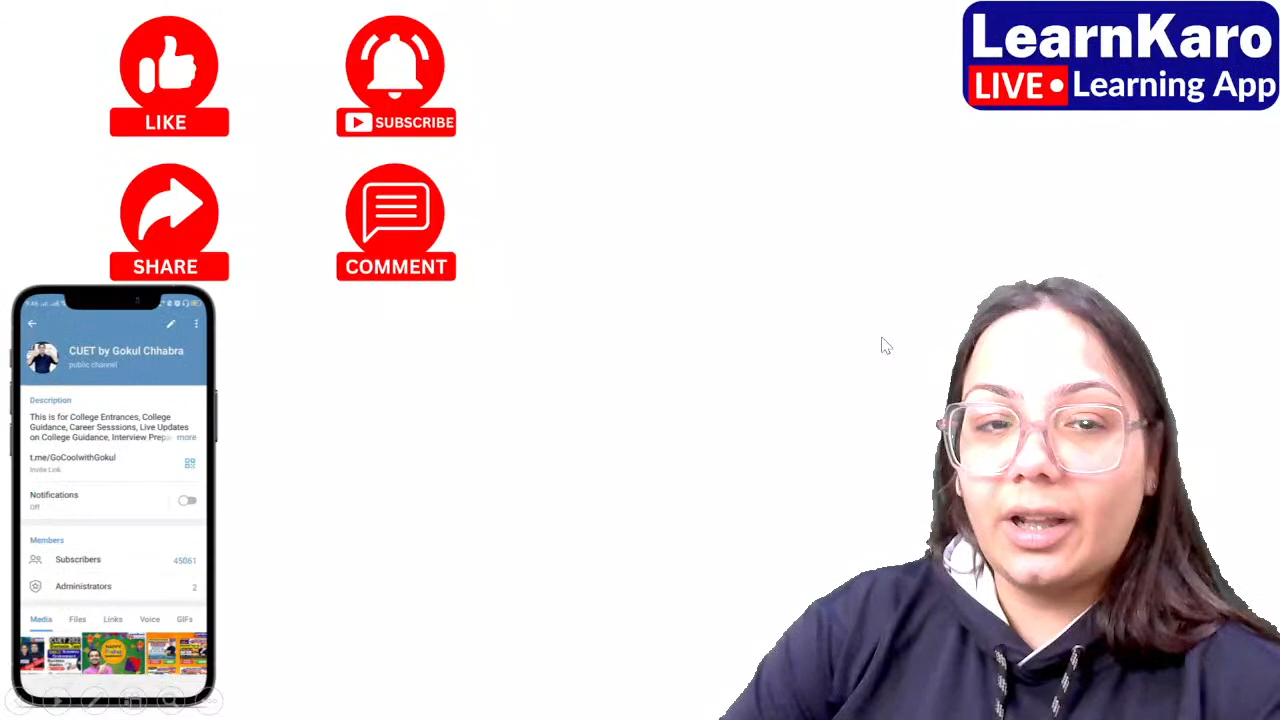 LIKE
SUBSCRIBE
LearnKaro
LIVE • Learning App
SHARE
COMMENT
CUET by Gokul Chhabra
public channel
Description
This is for College Entrances, College
Guidance, Career Sesssions, Live Updates
on College Guidance, Interview Prepa more
t.me/GoCoolwithGokul
Invite Link
Notifications
Off
Members
Subscribers 45061
Administrators 2
Media Files Links Voice GIFs